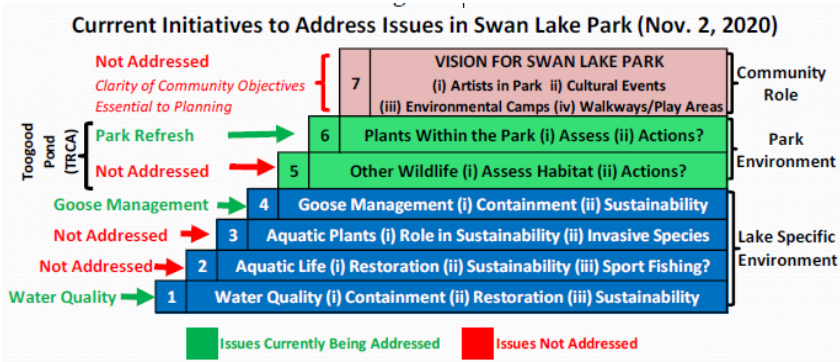 Currrent Initiatives to Address Issues in Swan Lake Park (Nov. 2, 2020)
Not Addressed
Clarity of Community Objectives
Essential to Planning
7
VISION FOR SWAN LAKE PARK
(i) Artists in Park ii) Cultural Events
(iii) Environmental Camps (iv) Walkways/Play Areas
Community
Role
Toogood
Pond
(TRCA)
Park Refresh
6
Plants Within the Park (i) Assess (ii) Actions?
Not Addressed
5
Other Wildlife (i) Assess Habitat (ii) Actions?
Park
Environment
Goose Management
4
Goose Management (i) Containment (ii) Sustainability
Not Addressed
3
Aquatic Plants (i) Role in Sustainability (ii) Invasive Species
Not Addressed
2
Aquatic Life (i) Restoration (ii) Sustainability (iii) Sport Fishing?
Water Quality
1
Water Quality (i) Containment (ii) Restoration (iii) Sustainability
Lake Specific
Environment
Issues Currently Being Addressed
Issues Not Addressed